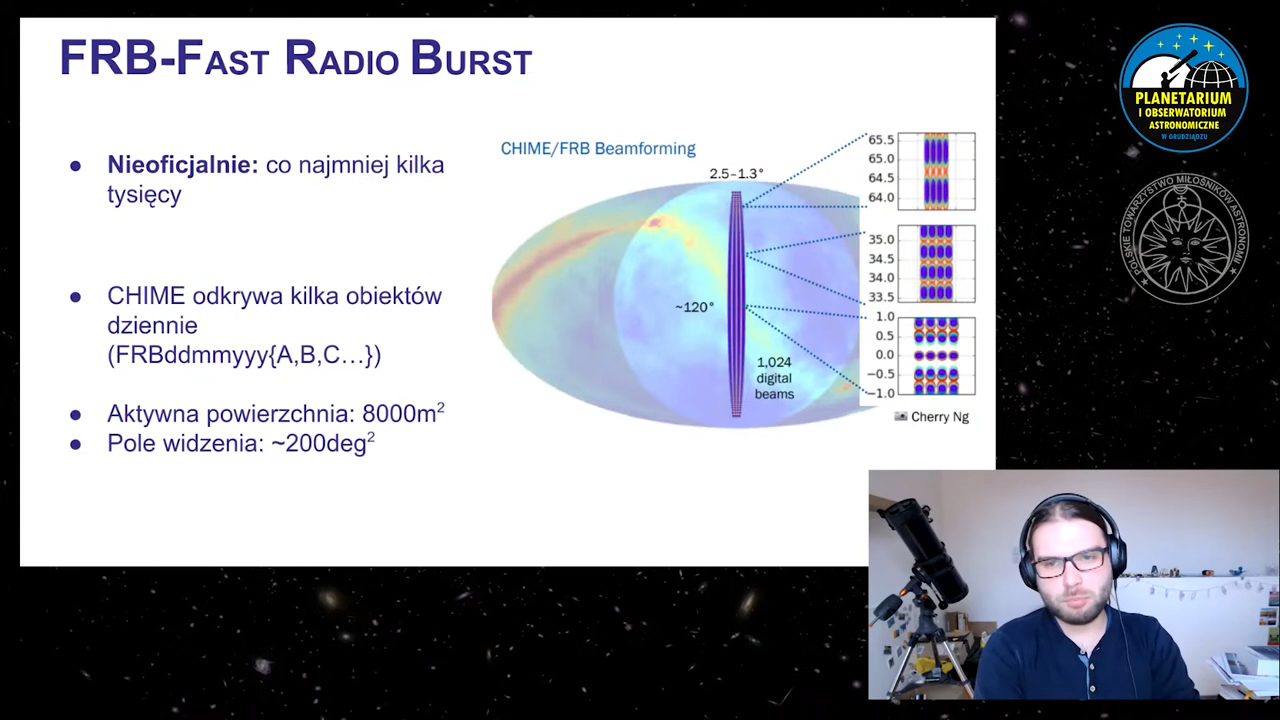 FRB-FAST RADIO BURST
● Nieoficjalnie: co najmniej kilka
tysięcy
● CHIME odkrywa kilka obiektów
dziennie
(FRBddmmyyy{A,B,C…})
● Aktywna powierzchnia: 8000m²
● Pole widzenia: ~200deg²
CHIME/FRB Beamforming
2.5–1.3°
~120°
1,024
digital
beams
65.5
65.0
64.5
64.0
35.0
34.5
34.0
33.5
1.0
0.5
0.0
−0.5
−1.0
Cherry Ng
PLANETARIUM
I OBSERWATORIUM
ASTRONOMICZNE
W GRUDZIĄDZU
POLSKIE TOWARZYSTWO MIŁOŚNIKÓW ASTRONOMII